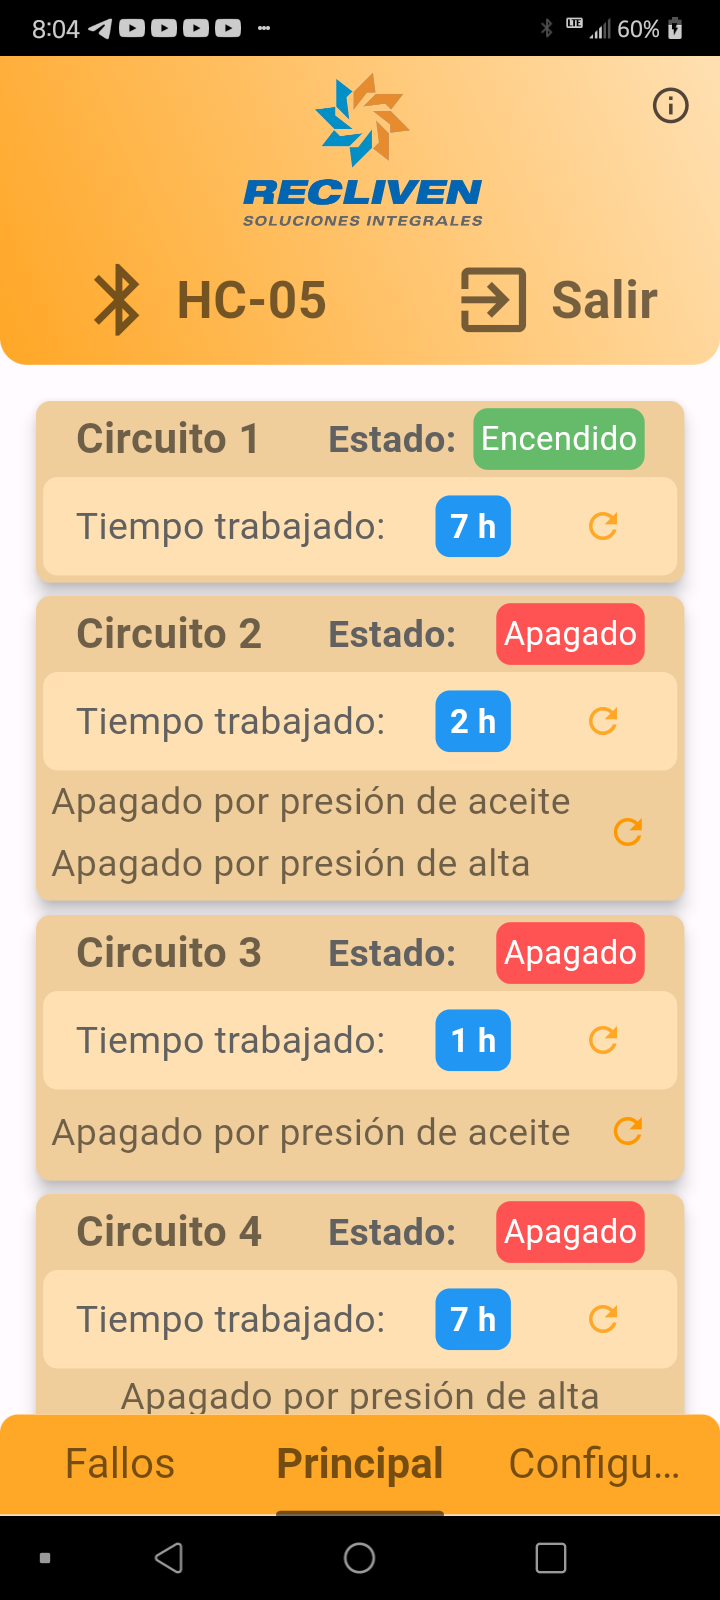 8:04 LTE 60%
RECLIVEN
SOLUCIONES INTEGRALES
HC-05 Salir
Circuito 1 Estado: Encendido
Tiempo trabajado: 7 h
Circuito 2 Estado: Apagado
Tiempo trabajado: 2 h
Apagado por presión de aceite
Apagado por presión de alta
Circuito 3 Estado: Apagado
Tiempo trabajado: 1 h
Apagado por presión de aceite
Circuito 4 Estado: Apagado
Tiempo trabajado: 7 h
Apagado por presión de alta
Fallos Principal Configu...